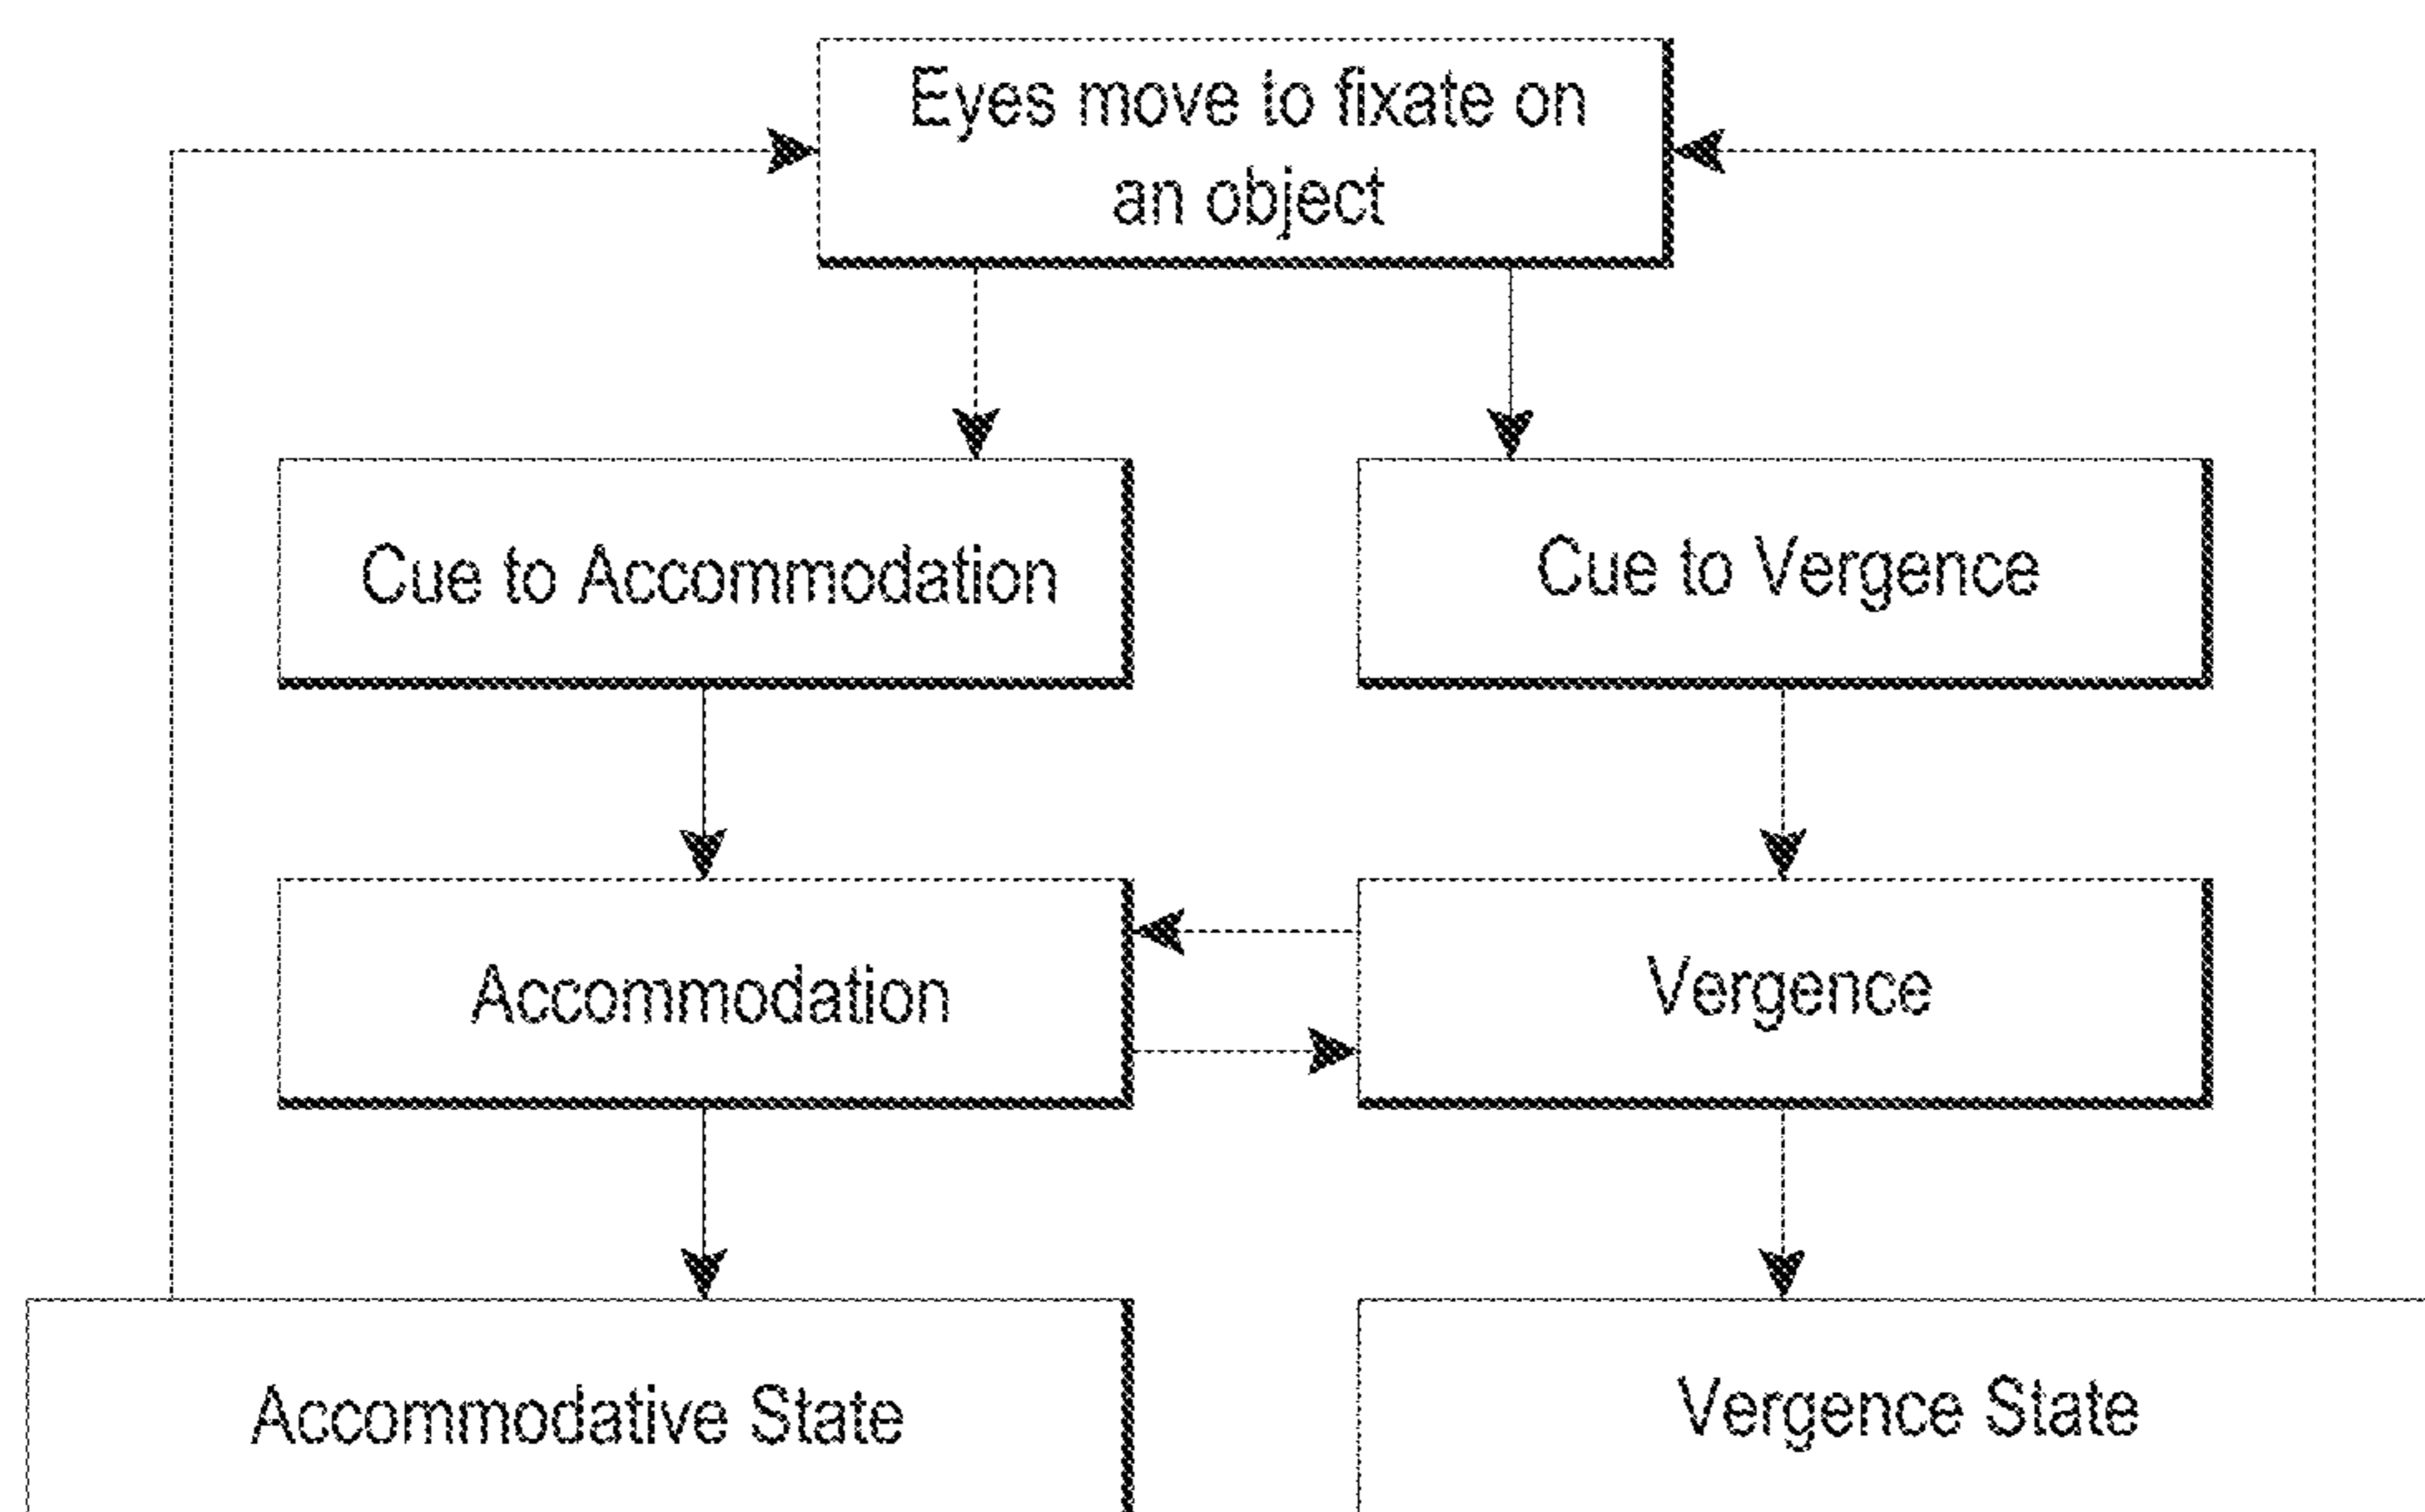 Eyes move to fixate on
an object
Cue to Accommodation
Cue to Vergence
Accommodation
Vergence
Accommodative State
Vergence State